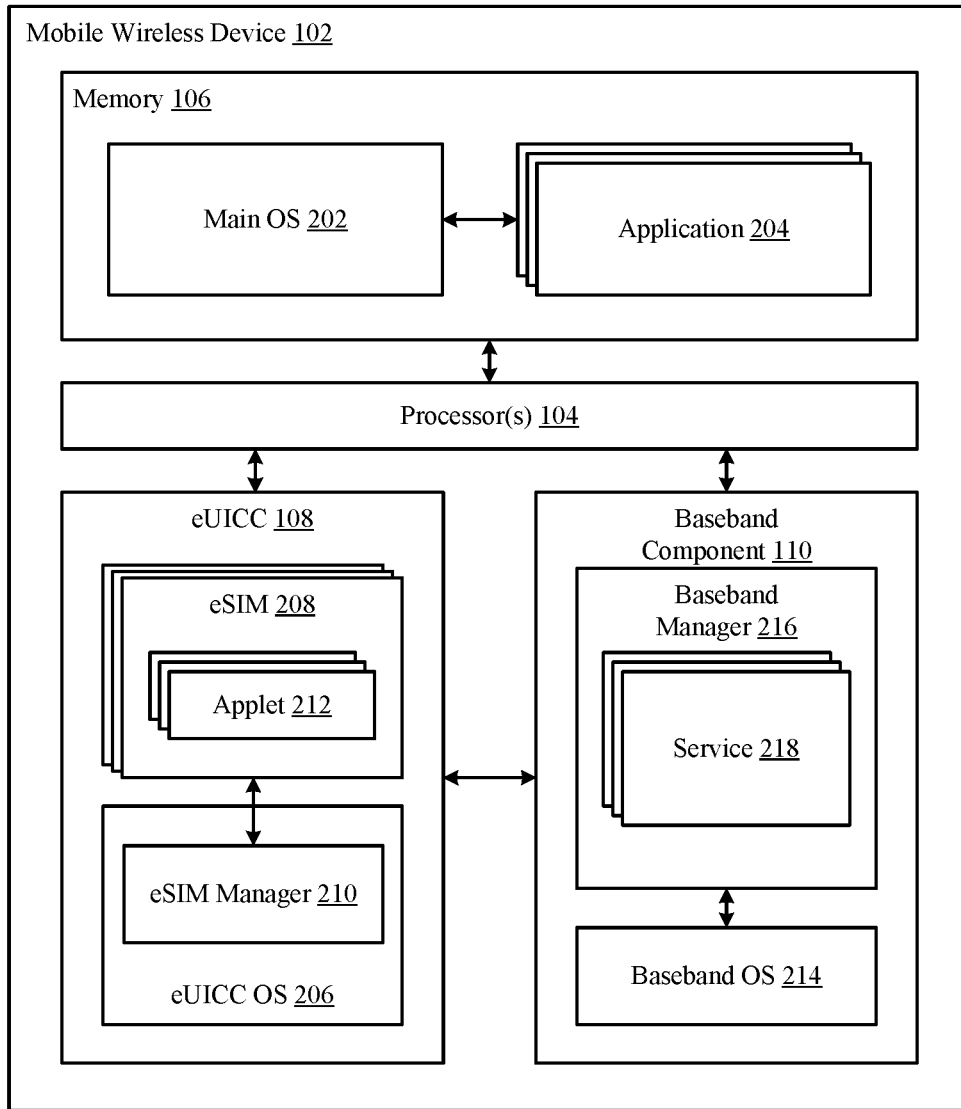 Mobile Wireless Device 102
Memory 106
Main OS 202
Application 204
Processor(s) 104
eUICC 108
eSIM 208
Applet 212
eSIM Manager 210
eUICC OS 206
Baseband
Component 110
Baseband
Manager 216
Service 218
Baseband OS 214